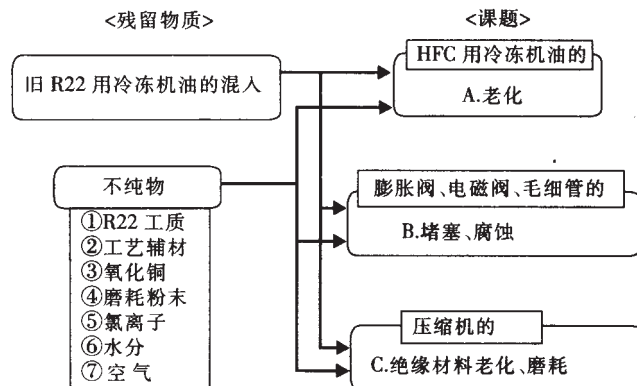 <残留物质>
<课题>
旧R22用冷冻机油的混入
HFC用冷冻机油的
A.老化
不纯物
①R22工质
②工艺辅材
③氧化铜
④磨耗粉末
⑤氯离子
⑥水分
⑦空气
膨胀阀、电磁阀、毛细管的
B.堵塞、腐蚀
压缩机的
C.绝缘材料老化、磨耗